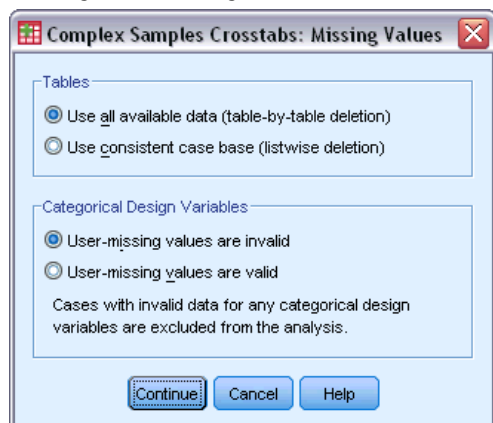 Complex Samples Crosstabs: Missing Values
Tables
Use all available data (table-by-table deletion)
Use consistent case base (listwise deletion)
Categorical Design Variables
User-missing values are invalid
User-missing values are valid
Cases with invalid data for any categorical design
variables are excluded from the analysis.
Continue Cancel Help